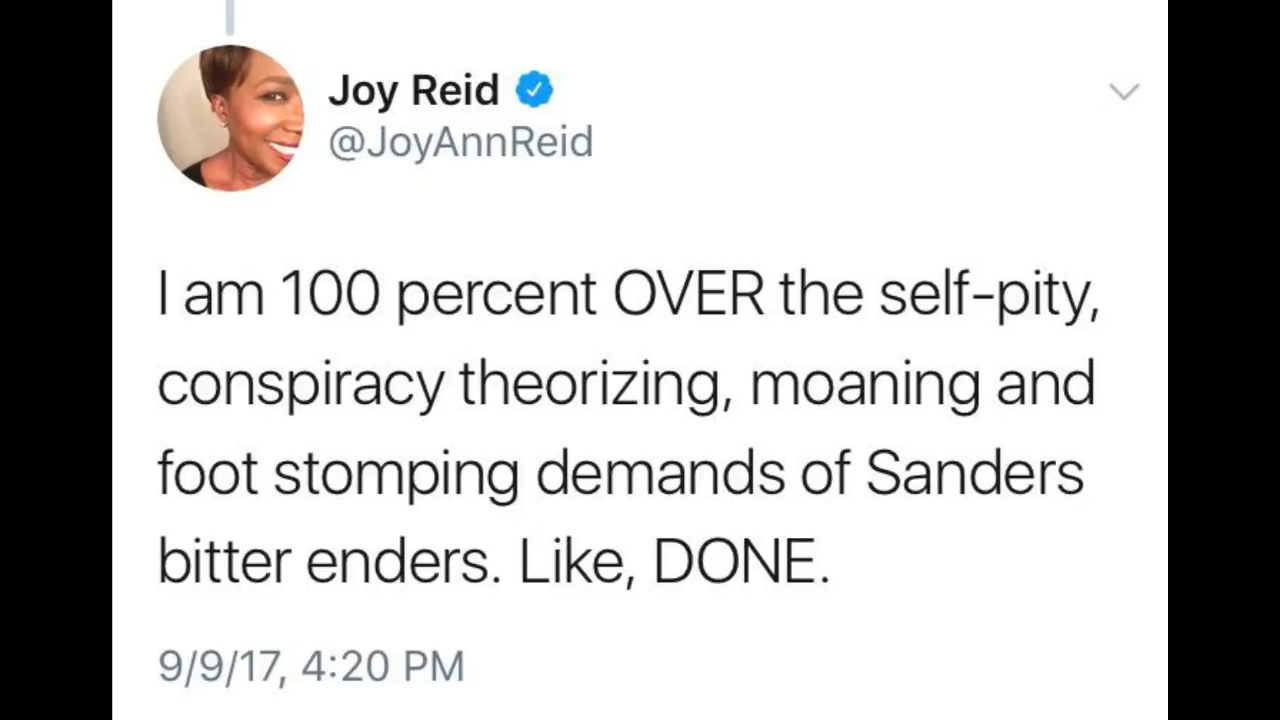 Joy Reid
@JoyAnnReid
I am 100 percent OVER the self-pity,
conspiracy theorizing, moaning and
foot stomping demands of Sanders
bitter enders. Like, DONE.
9/9/17, 4:20 PM